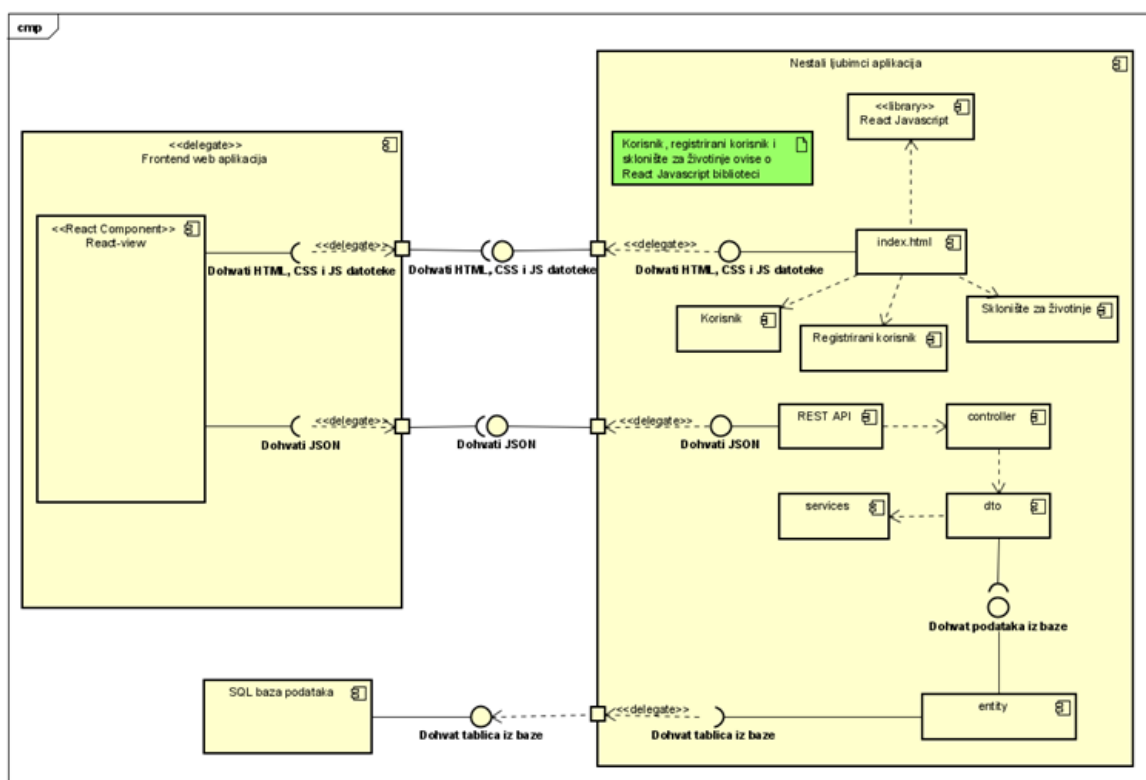 cmp
Nestali ljubimci aplikacija
<<library>>
React Javascript
<<delegate>>
Frontend web aplikacija
Korisnik, registrirani korisnik i
sklonište za životinje ovise o
React Javascript biblioteci
<<React Component>>
React-view
<<delegate>>
Dohvati HTML, CSS i JS datoteke
Dohvati HTML, CSS i JS datoteke
<<delegate>>
Dohvati HTML, CSS i JS datoteke
index.html
Korisnik
Registrirani korisnik
Sklonište za životinje
<<delegate>>
Dohvati JSON
Dohvati JSON
<<delegate>>
Dohvati JSON
REST API
controller
services
dto
Dohvat podataka iz baze
SQL baza podataka
Dohvat tablica iz baze
<<delegate>>
Dohvat tablica iz baze
entity